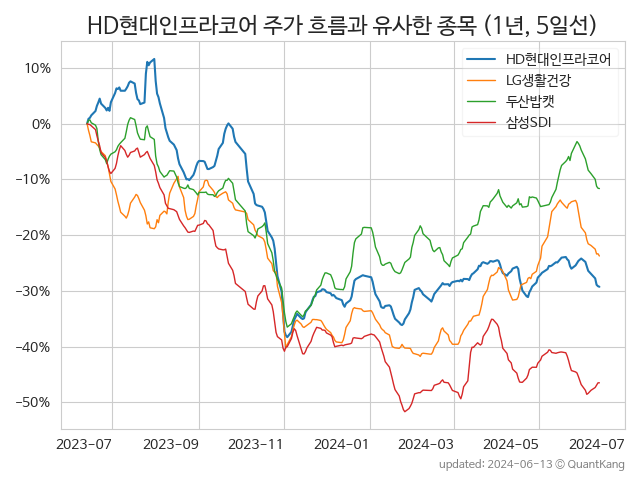 HD현대인프라코어 주가 흐름과 유사한 종목 (1년, 5일선)
HD현대인프라코어
LG생활건강
두산밥캣
삼성SDI
10%
0%
−10%
−20%
−30%
−40%
−50%
2023-07 2023-09 2023-11 2024-01 2024-03 2024-05 2024-07
updated: 2024-06-13 © QuantKang